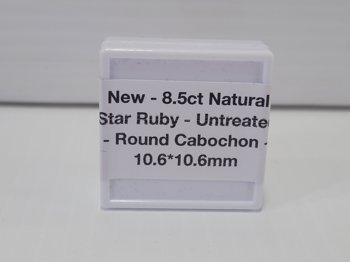 New - 8.5ct Natural
Star Ruby - Untreate
- Round Cabochon -
10.6*10.6mm